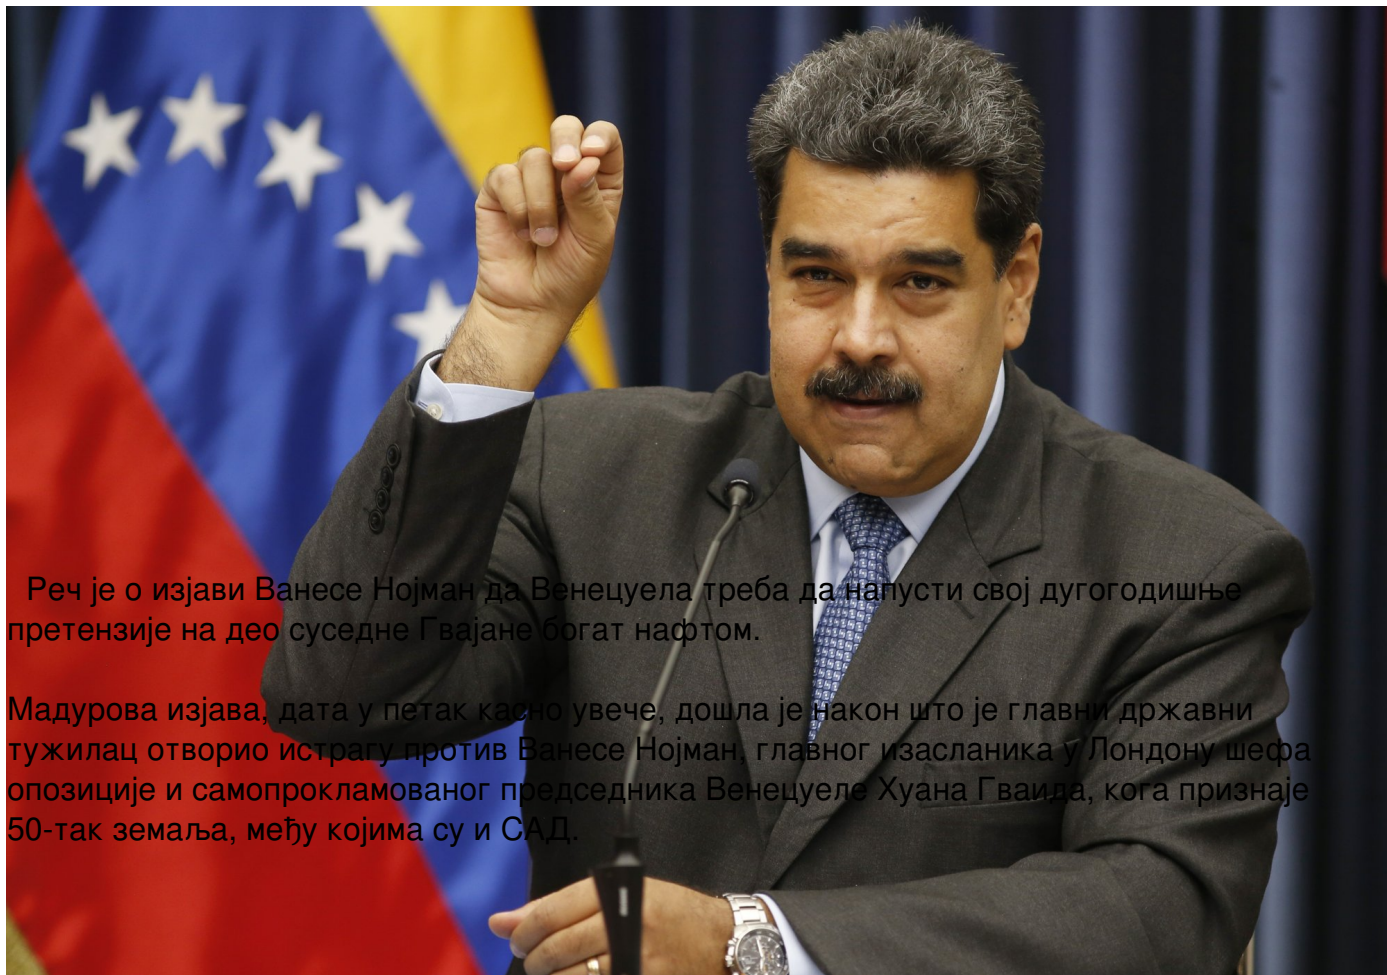 Реч је о изјави Ванесе Нојман да Венецуела треба да напусти свој дугогодишње
претензије на део суседне Гвајане богат нафтом.
Мадурова изјава, дата у петак касно увече, дошла је након што је главни државни
тужилац отворио истрагу против Ванесе Нојман, главног изасланика у Лондону шефа
опозиције и самопрокламованог председника Венецуеле Хуана Гваида, кога признаје
50-так земаља, међу којима су и САД.